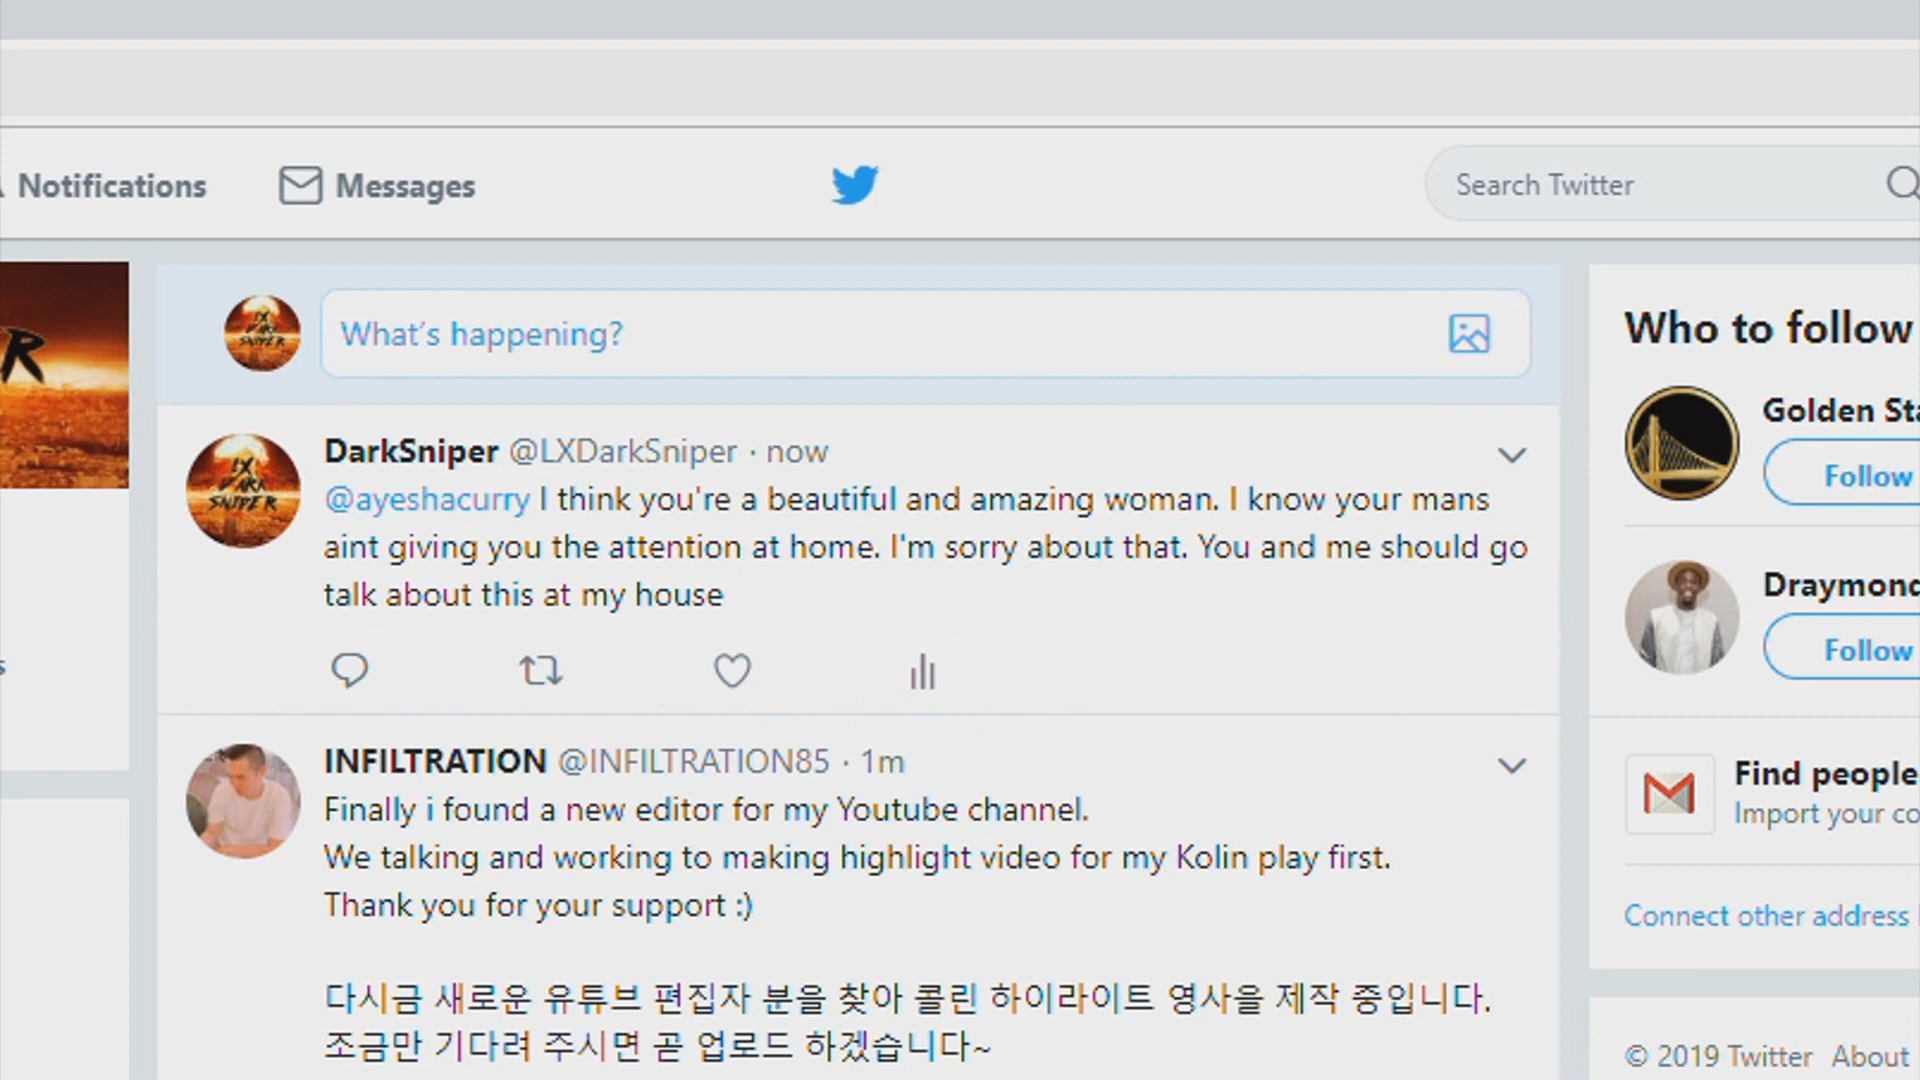 Notifications
Messages
Search Twitter
R
LX
DARK
SNIPER
What's happening?
Who to follow
LX
DARK
SNIPER
DarkSniper @LXDarkSniper · now
@ayeshacurry I think you're a beautiful and amazing woman. I know your mans
aint giving you the attention at home. I'm sorry about that. You and me should go
talk about this at my house
Golden Sta
Follow
Draymond
Follow
INFILTRATION @INFILTRATION85 · 1m
Finally i found a new editor for my Youtube channel.
We talking and working to making highlight video for my Kolin play first.
Thank you for your support :)
다시금 새로운 유튜브 편집자 분을 찾아 콜린 하이라이트 영사을 제작 중입니다.
조금만 기다려 주시면 곧 업로드 하겠습니다~
Find people
Import your co
Connect other address
© 2019 Twitter About